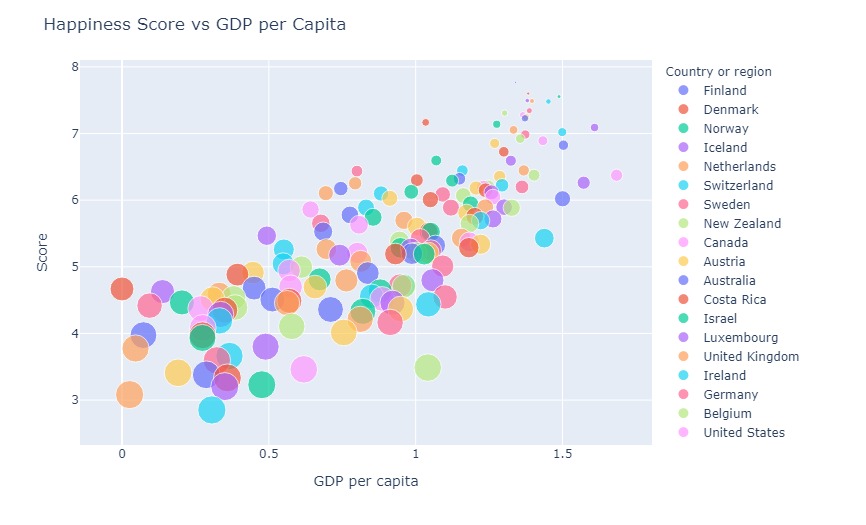 Happiness Score vs GDP per Capita
8
7
6
5
4
3
Score
0
0.5
1
1.5
GDP per capita
Country or region
Finland
Denmark
Norway
Iceland
Netherlands
Switzerland
Sweden
New Zealand
Canada
Austria
Australia
Costa Rica
Israel
Luxembourg
United Kingdom
Ireland
Germany
Belgium
United States